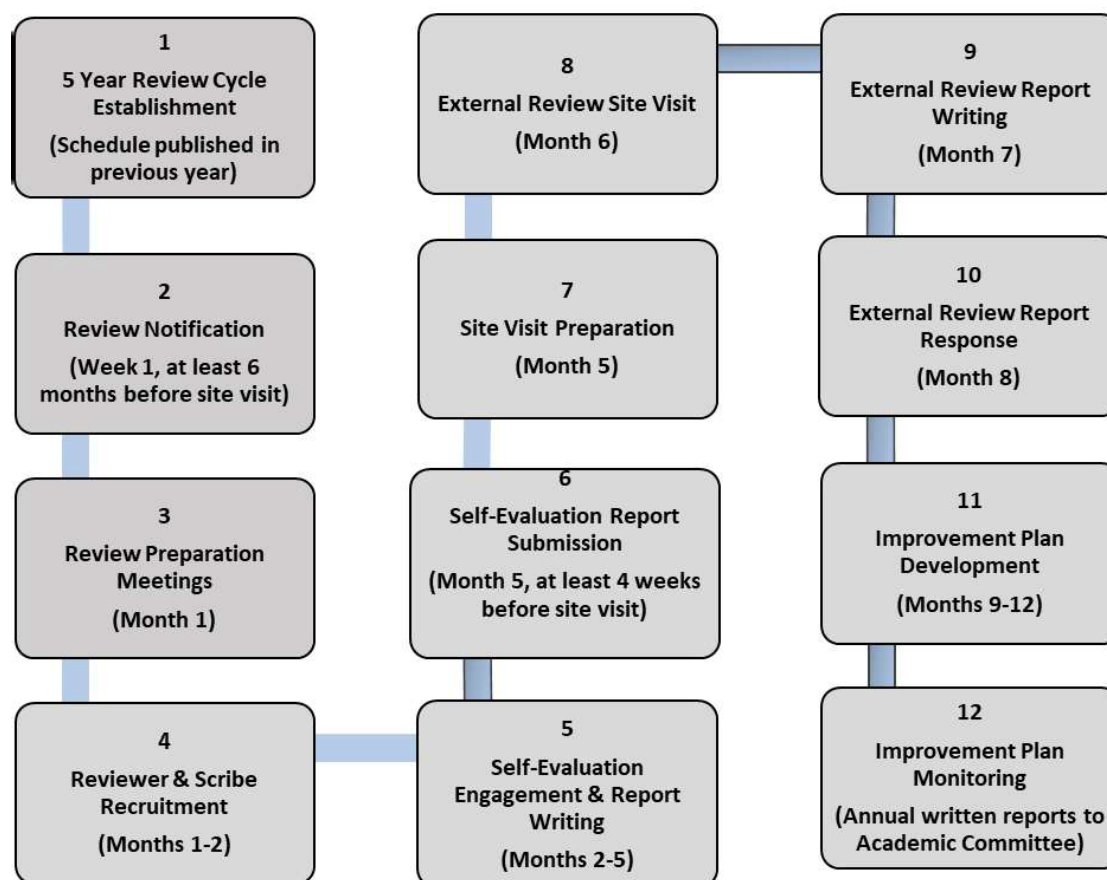 1
5 Year Review Cycle
Establishment
(Schedule published in
previous year)
2
Review Notification
(Week 1, at least 6
months before site visit)
3
Review Preparation
Meetings
(Month 1)
4
Reviewer & Scribe
Recruitment
(Months 1-2)
5
Self-Evaluation
Engagement & Report
Writing
(Months 2-5)
6
Self-Evaluation Report
Submission
(Month 5, at least 4 weeks
before site visit)
7
Site Visit Preparation
(Month 5)
8
External Review Site Visit
(Month 6)
9
External Review Report
Writing
(Month 7)
10
External Review Report
Response
(Month 8)
11
Improvement Plan
Development
(Months 9-12)
12
Improvement Plan
Monitoring
(Annual written reports to
Academic Committee)